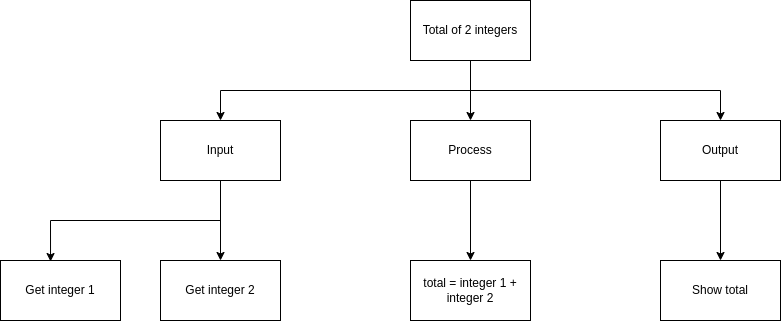 Total of 2 integers
Input
Process
Output
Get integer 1
Get integer 2
total = integer 1 +
integer 2
Show total